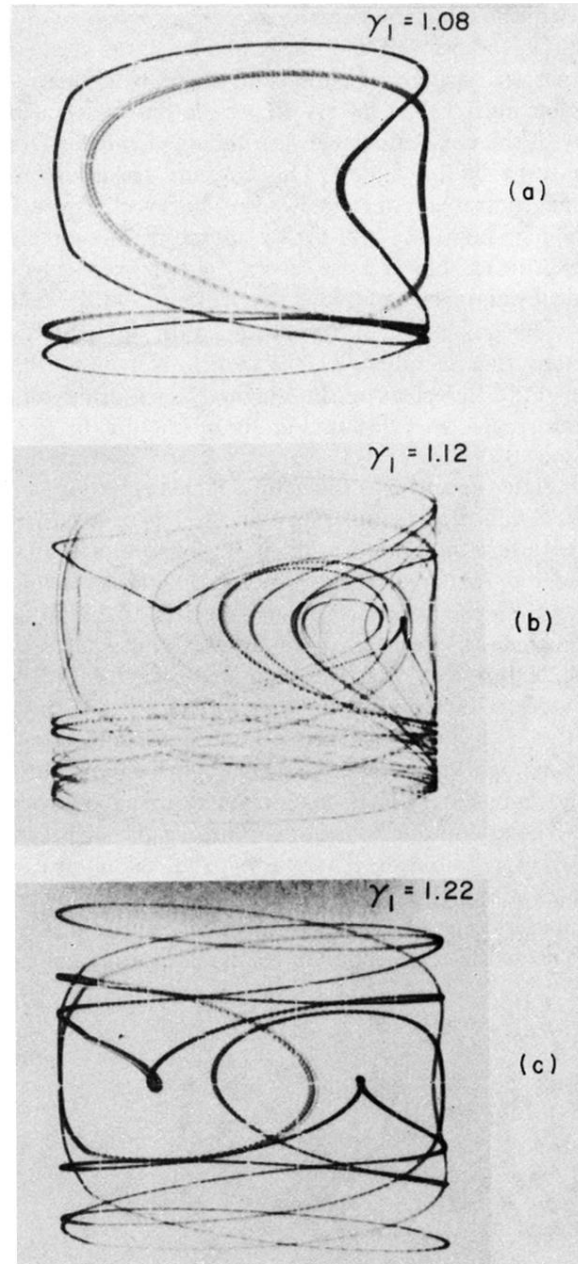 γ₁ = 1.08
(a)
γ₁ = 1.12
(b)
γ₁ = 1.22
(c)